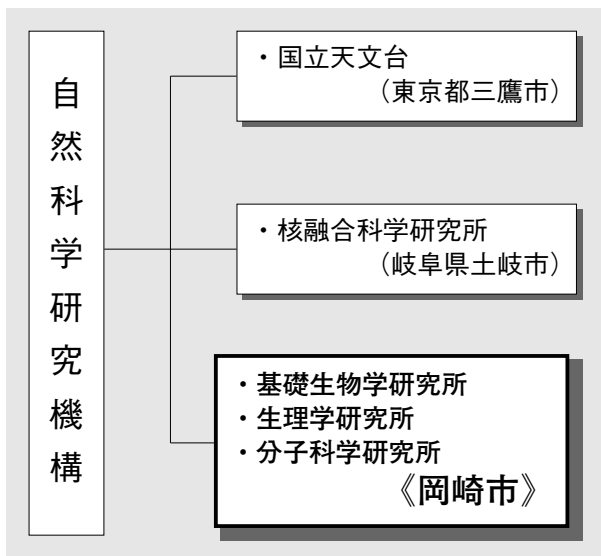 自然科学研究機構
・国立天文台
（東京都三鷹市）
・核融合科学研究所
（岐阜県土岐市）
・基礎生物学研究所
・生理学研究所
・分子科学研究所
《岡崎市》